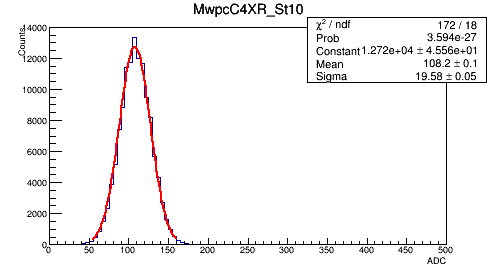 MwpcC4XR_St10
χ² / ndf 172 / 18
Prob 3.594e-27
Constant 1.272e+04 ± 4.556e+01
Mean 108.2 ± 0.1
Sigma 19.58 ± 0.05
Counts
14000
12000
10000
8000
6000
4000
2000
0
0 50 100 150 200 250 300 350 400 450 500
ADC